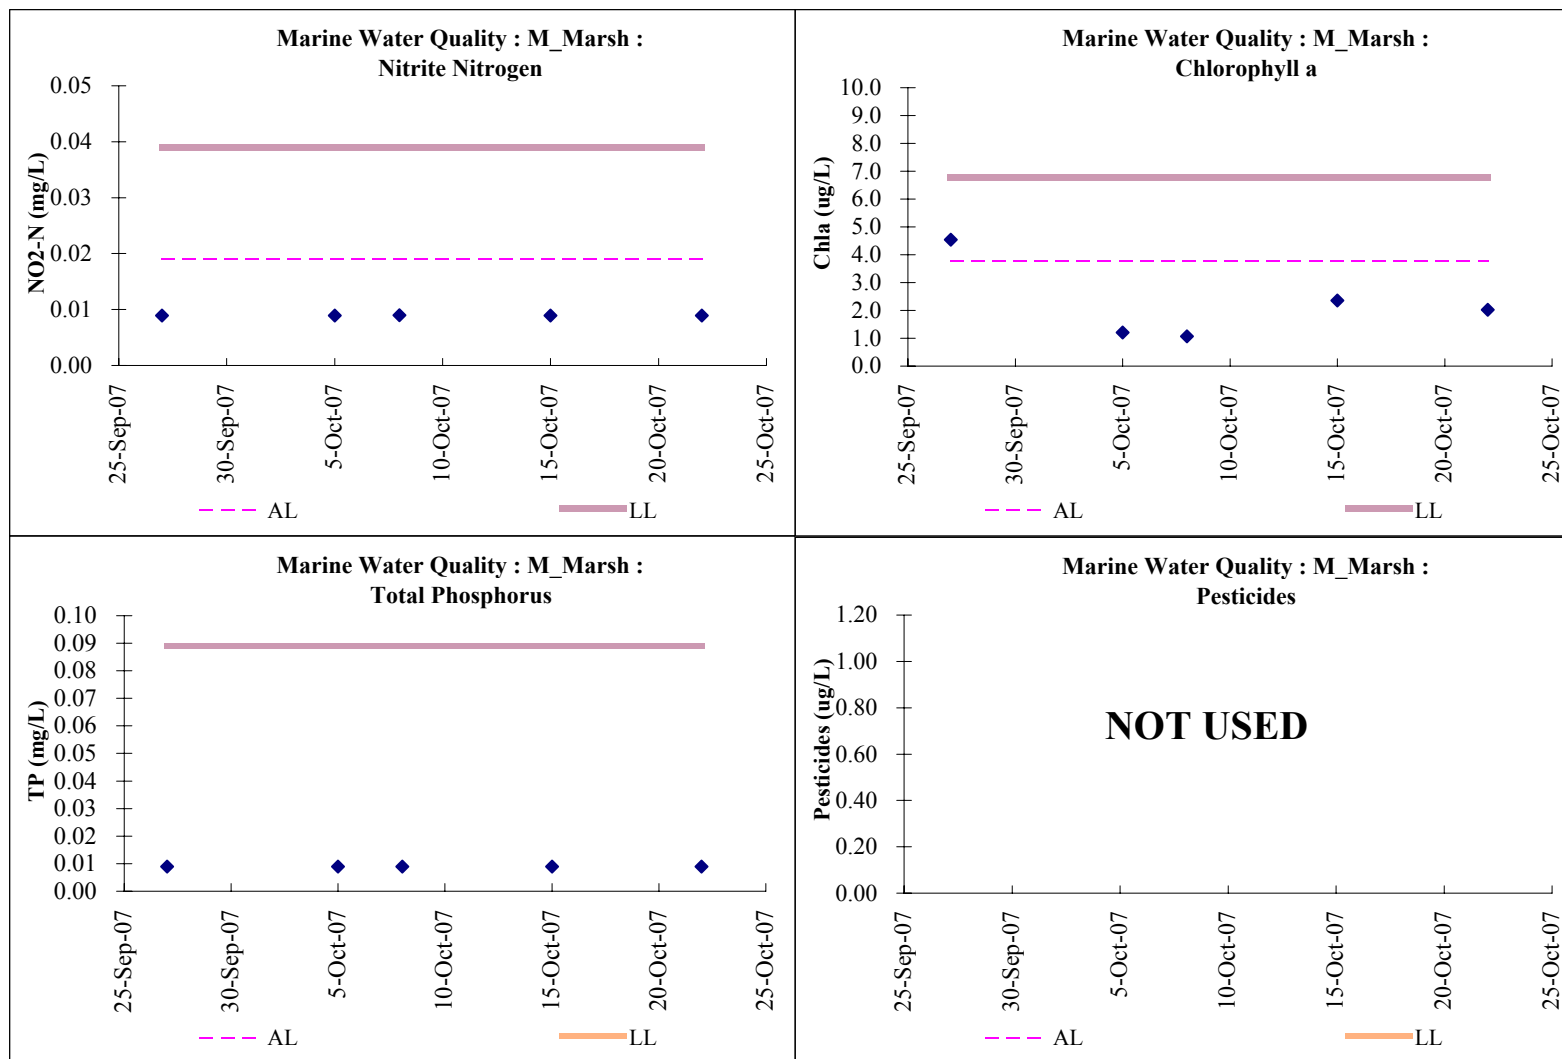 Marine Water Quality : M_Marsh :
Nitrite Nitrogen
NO2-N (mg/L)
0.05
0.04
0.03
0.02
0.01
0.00
25-Sep-07
30-Sep-07
5-Oct-07
10-Oct-07
15-Oct-07
20-Oct-07
25-Oct-07
AL
LL
Marine Water Quality : M_Marsh :
Chlorophyll a
Chla (ug/L)
10.0
9.0
8.0
7.0
6.0
5.0
4.0
3.0
2.0
1.0
0.0
25-Sep-07
30-Sep-07
5-Oct-07
10-Oct-07
15-Oct-07
20-Oct-07
25-Oct-07
AL
LL
Marine Water Quality : M_Marsh :
Total Phosphorus
TP (mg/L)
0.10
0.09
0.08
0.07
0.06
0.05
0.04
0.03
0.02
0.01
0.00
25-Sep-07
30-Sep-07
5-Oct-07
10-Oct-07
15-Oct-07
20-Oct-07
25-Oct-07
AL
LL
Marine Water Quality : M_Marsh :
Pesticides
Pesticides (ug/L)
1.20
1.00
0.80
0.60
0.40
0.20
0.00
NOT USED
25-Sep-07
30-Sep-07
5-Oct-07
10-Oct-07
15-Oct-07
20-Oct-07
25-Oct-07
AL
LL